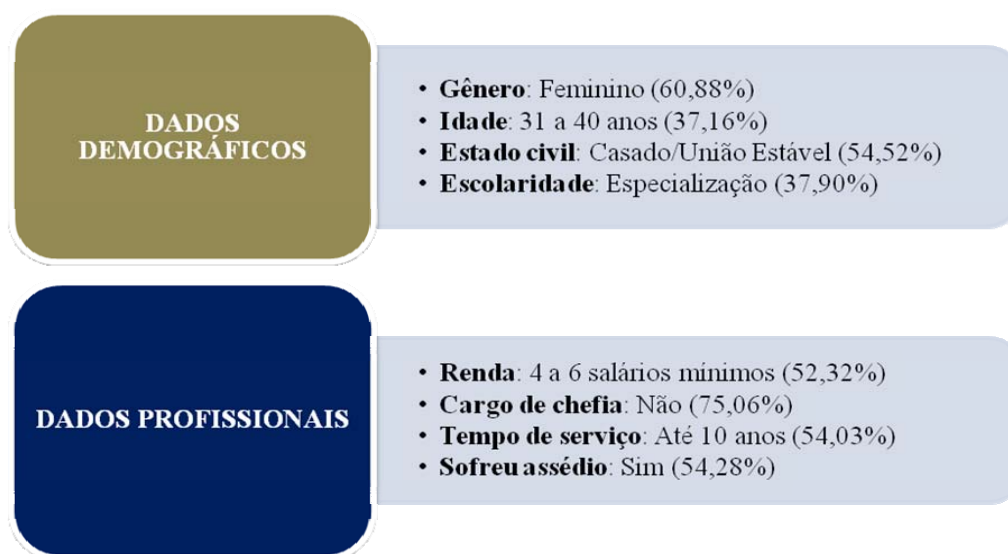 DADOS
DEMOGRÁFICOS
• Gênero: Feminino (60,88%)
• Idade: 31 a 40 anos (37,16%)
• Estado civil: Casado/União Estável (54,52%)
• Escolaridade: Especialização (37,90%)
DADOS PROFISSIONAIS
• Renda: 4 a 6 salários mínimos (52,32%)
• Cargo de chefia: Não (75,06%)
• Tempo de serviço: Até 10 anos (54,03%)
• Sofreu assédio: Sim (54,28%)